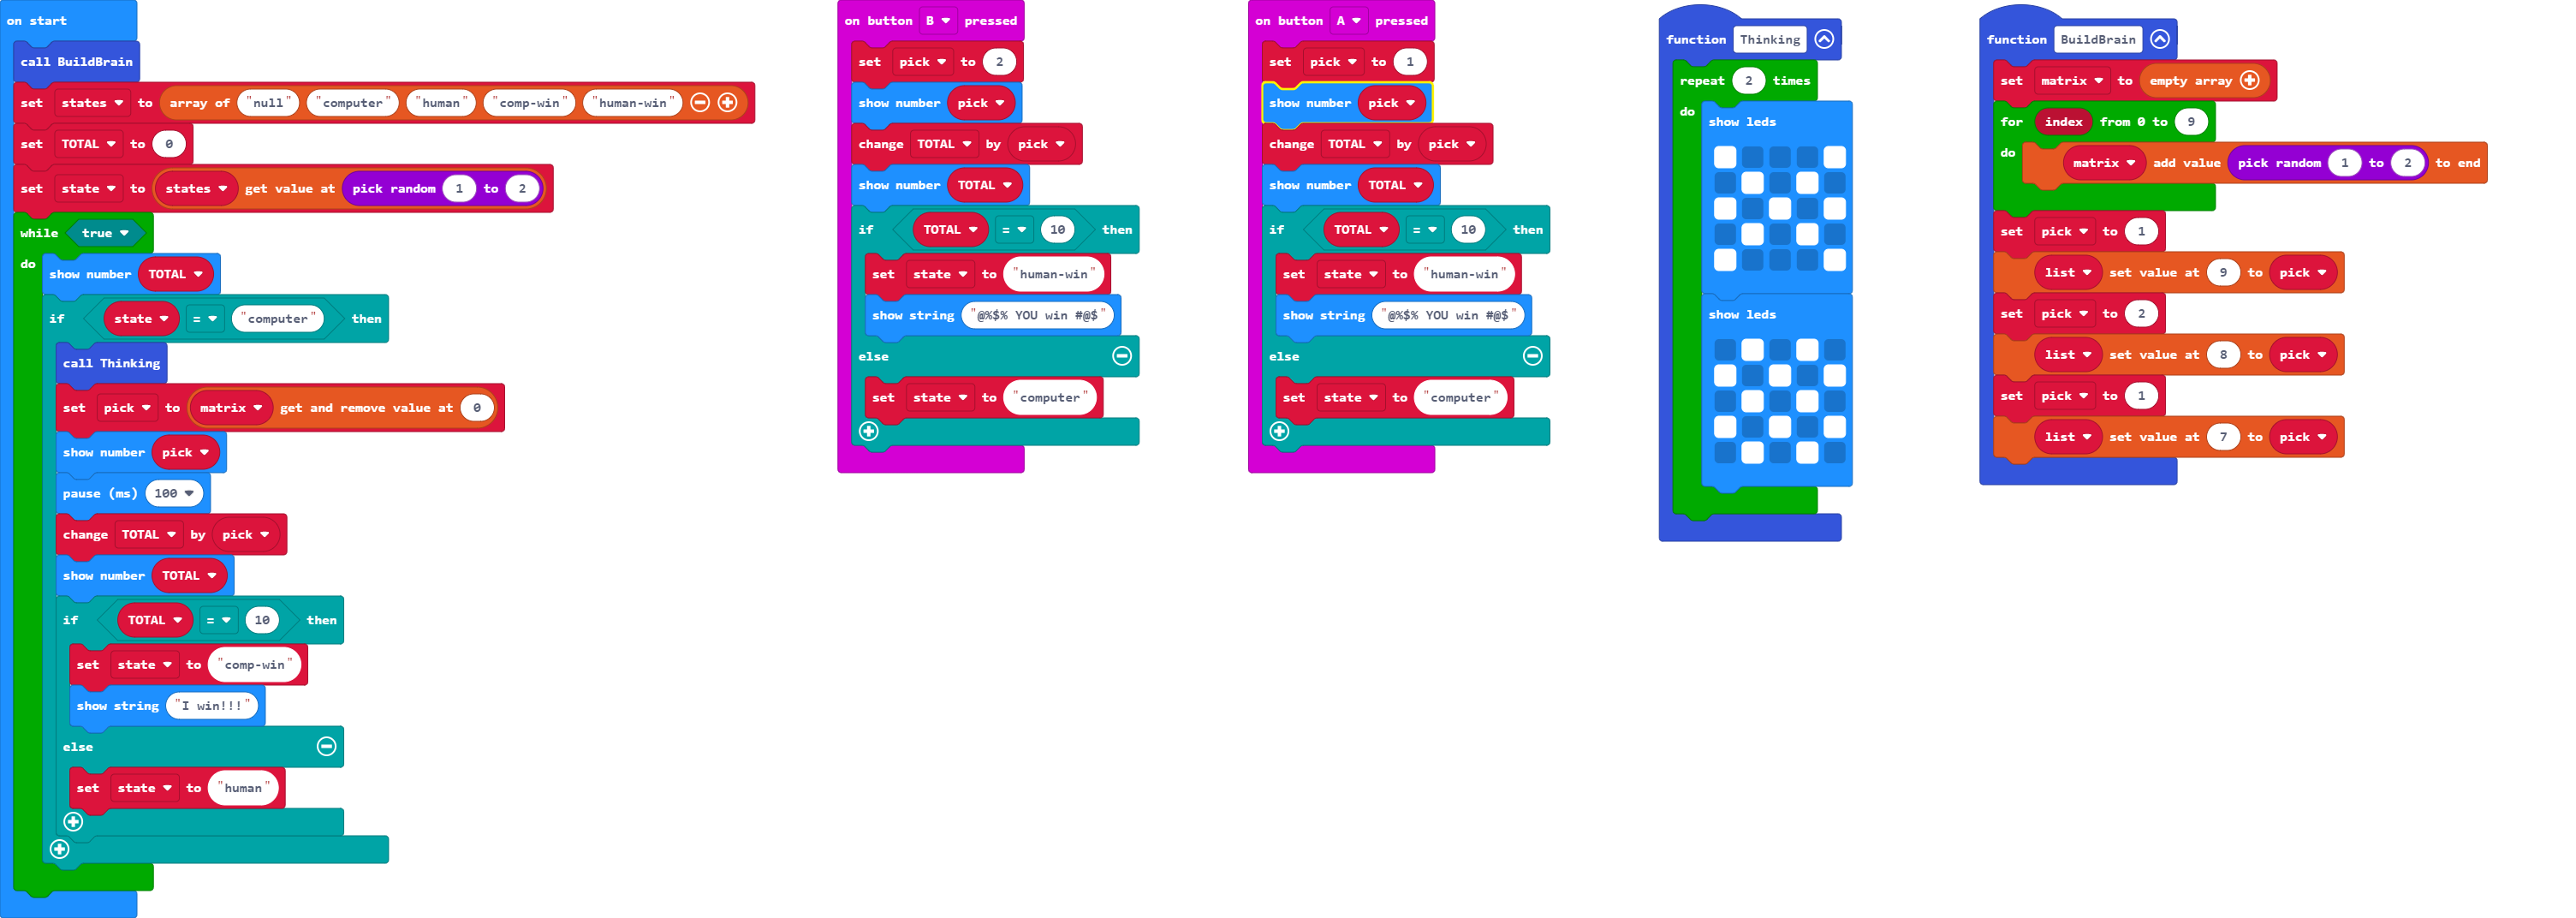 on start
call BuildBrain
set states to array of "null" "computer" "human" "comp-win" "human-win"
set TOTAL to 0
set state to states get value at pick random 1 to 2
while true
do
show number TOTAL
if state = "computer" then
call Thinking
set pick to matrix get and remove value at 0
show number pick
pause (ms) 100
change TOTAL by pick
show number TOTAL
if TOTAL = 10 then
set state to "comp-win"
show string "I win!!!"
else
set state to "human"
on button B pressed
set pick to 2
show number pick
change TOTAL by pick
show number TOTAL
if TOTAL = 10 then
set state to "human-win"
show string "@%$% YOU win #@$"
else
set state to "computer"
on button A pressed
set pick to 1
show number pick
change TOTAL by pick
show number TOTAL
if TOTAL = 10 then
set state to "human-win"
show string "@%$% YOU win #@$"
else
set state to "computer"
function Thinking
repeat 2 times
do
show leds
show leds
function BuildBrain
set matrix to empty array
for index from 0 to 9
do
matrix add value pick random 1 to 2 to end
set pick to 1
list set value at 9 to pick
set pick to 2
list set value at 8 to pick
set pick to 1
list set value at 7 to pick